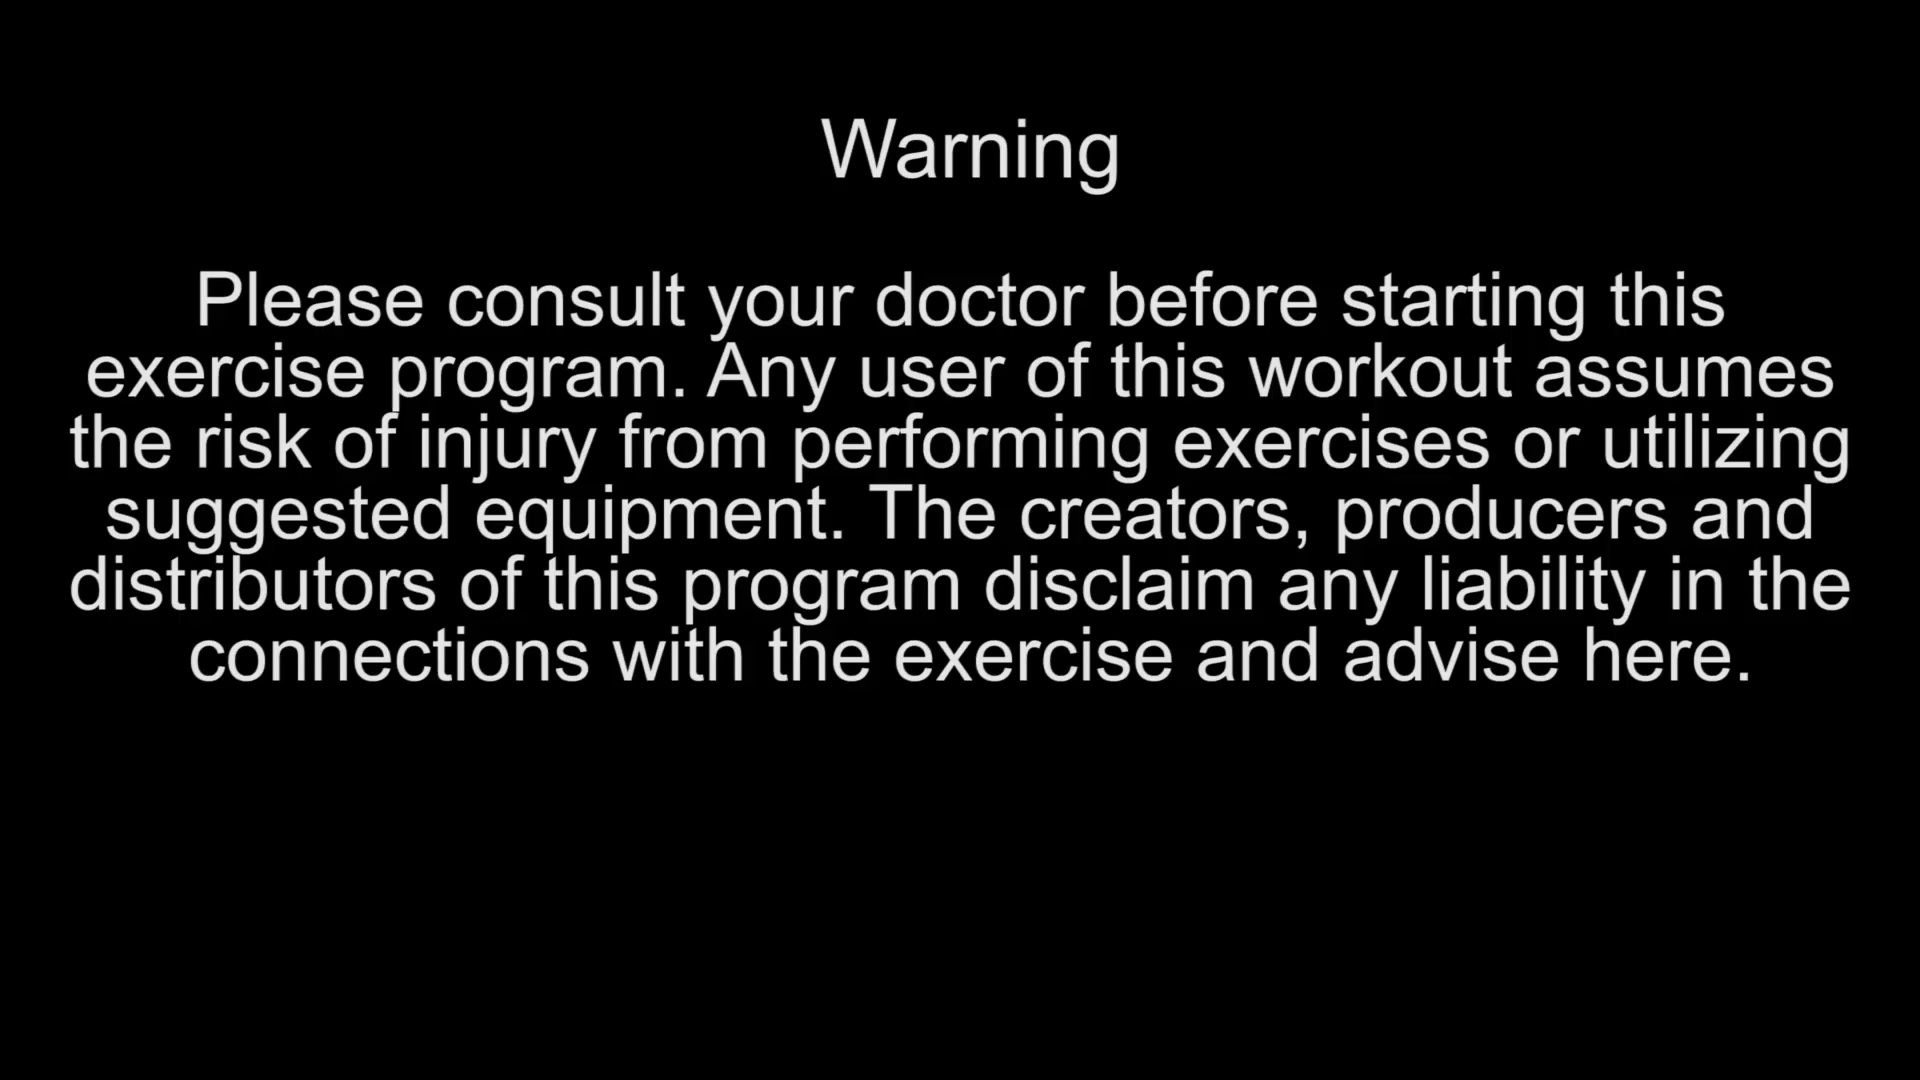 Warning
Please consult your doctor before starting this
exercise program. Any user of this workout assumes
the risk of injury from performing exercises or utilizing
suggested equipment. The creators, producers and
distributors of this program disclaim any liability in the
connections with the exercise and advise here.